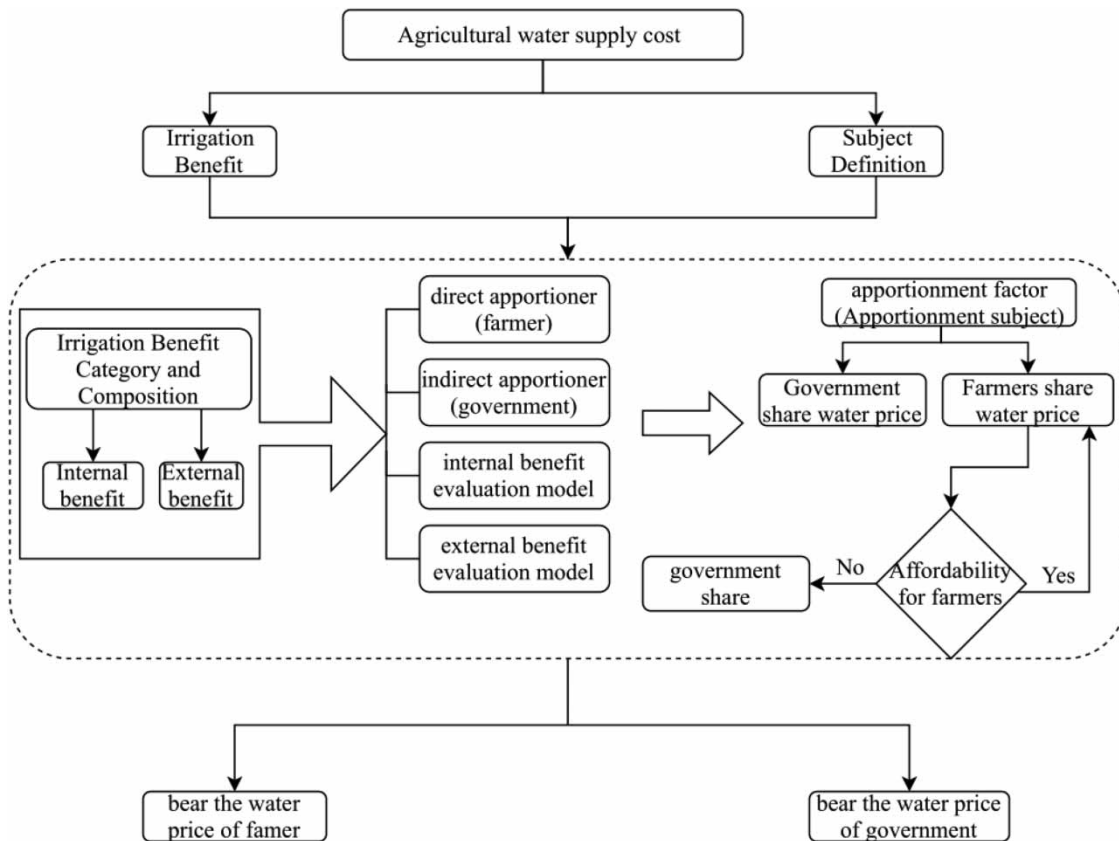 Agricultural water supply cost
Irrigation
Benefit
Subject
Definition
Irrigation Benefit
Category and
Composition
Internal
benefit
External
benefit
direct apportioner
(farmer)
indirect apportioner
(government)
internal benefit
evaluation model
external benefit
evaluation model
apportionment factor
(Apportionment subject)
Government
share water price
Farmers share
water price
Affordability
for farmers
No
Yes
government
share
bear the water
price of famer
bear the water price
of government